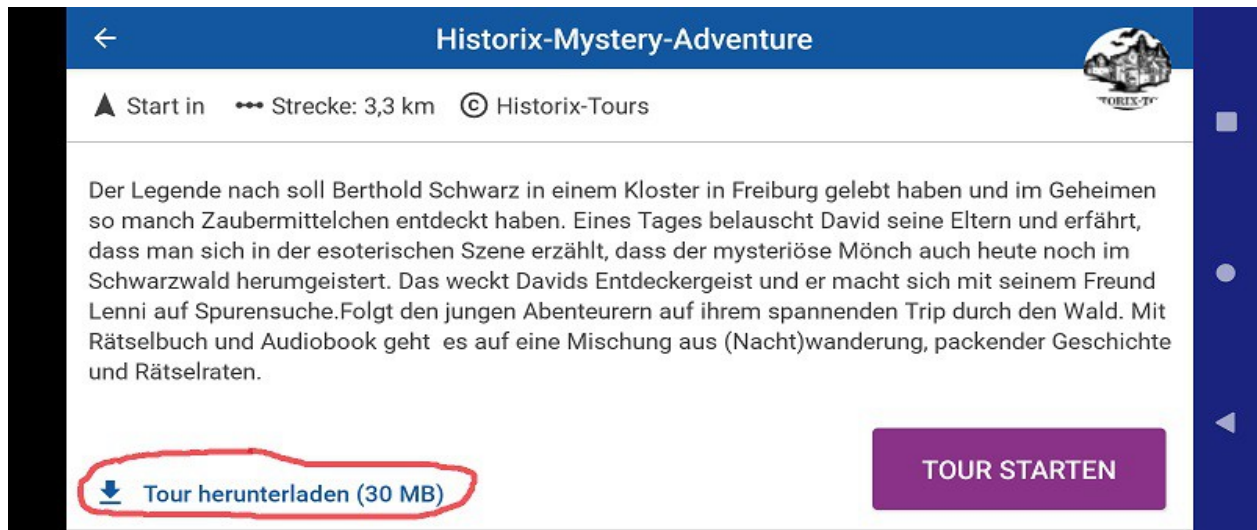 Historix-Mystery-Adventure
Start in Strecke: 3,3 km © Historix-Tours
TORIX-TO
Der Legende nach soll Berthold Schwarz in einem Kloster in Freiburg gelebt haben und im Geheimen
so manch Zaubermittelchen entdeckt haben. Eines Tages belauscht David seine Eltern und erfährt,
dass man sich in der esoterischen Szene erzählt, dass der mysteriöse Mönch auch heute noch im
Schwarzwald herumgeistert. Das weckt Davids Entdeckergeist und er macht sich mit seinem Freund
Lenni auf Spurensuche.Folgt den jungen Abenteurern auf ihrem spannenden Trip durch den Wald. Mit
Rätselbuch und Audiobook geht  es auf eine Mischung aus (Nacht)wanderung, packender Geschichte
und Rätselraten.
Tour herunterladen (30 MB)
TOUR STARTEN